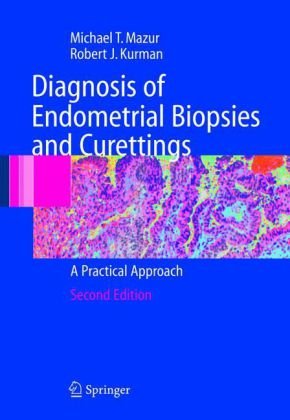 Michael T. Mazur
Robert J. Kurman
Diagnosis of
Endometrial Biopsies
and Curettings
A Practical Approach
Second Edition
Springer